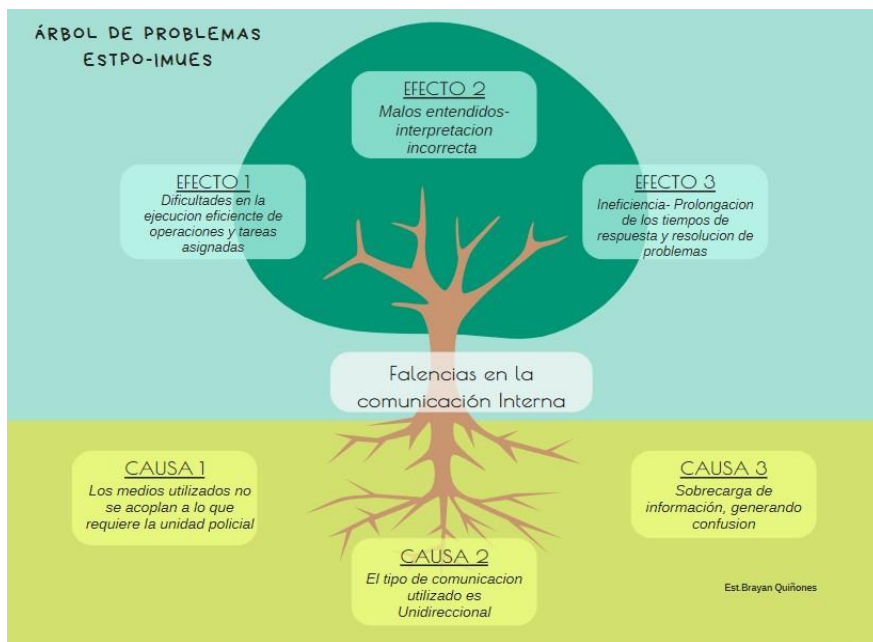 ÁRBOL DE PROBLEMAS
ESTPO-IMUES
EFECTO 2
Malos entendidos-
interpretacion
incorrecta
EFECTO 1
Dificultades en la
ejecucion eficiencte de
operaciones y tareas
asignadas
EFECTO 3
Ineficiencia- Prolongacion
de los tiempos de
respuesta y resolucion de
problemas
Falencias en la
comunicación Interna
CAUSA 1
Los medios utilizados no
se acoplan a lo que
requiere la unidad policial
CAUSA 2
El tipo de comunicacion
utilizado es
Unidireccional
CAUSA 3
Sobrecarga de
información, generando
confusion
Est.Brayan Quiñones